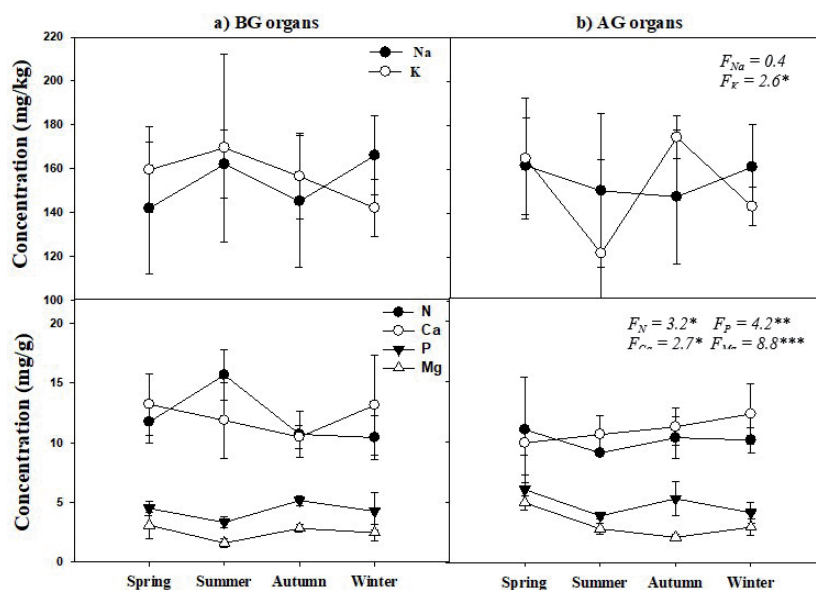 a) BG organs
b) AG organs
Concentration (mg/kg)
220
200
180
160
140
120
100
Na
K
F_Na = 0.4
F_K = 2.6*
Concentration (mg/g)
20
15
10
5
0
N
Ca
P
Mg
F_N = 3.2* F_P = 4.2**
F_Ca = 2.7* F_Mg = 8.8***
Spring Summer Autumn Winter
Spring Summer Autumn Winter